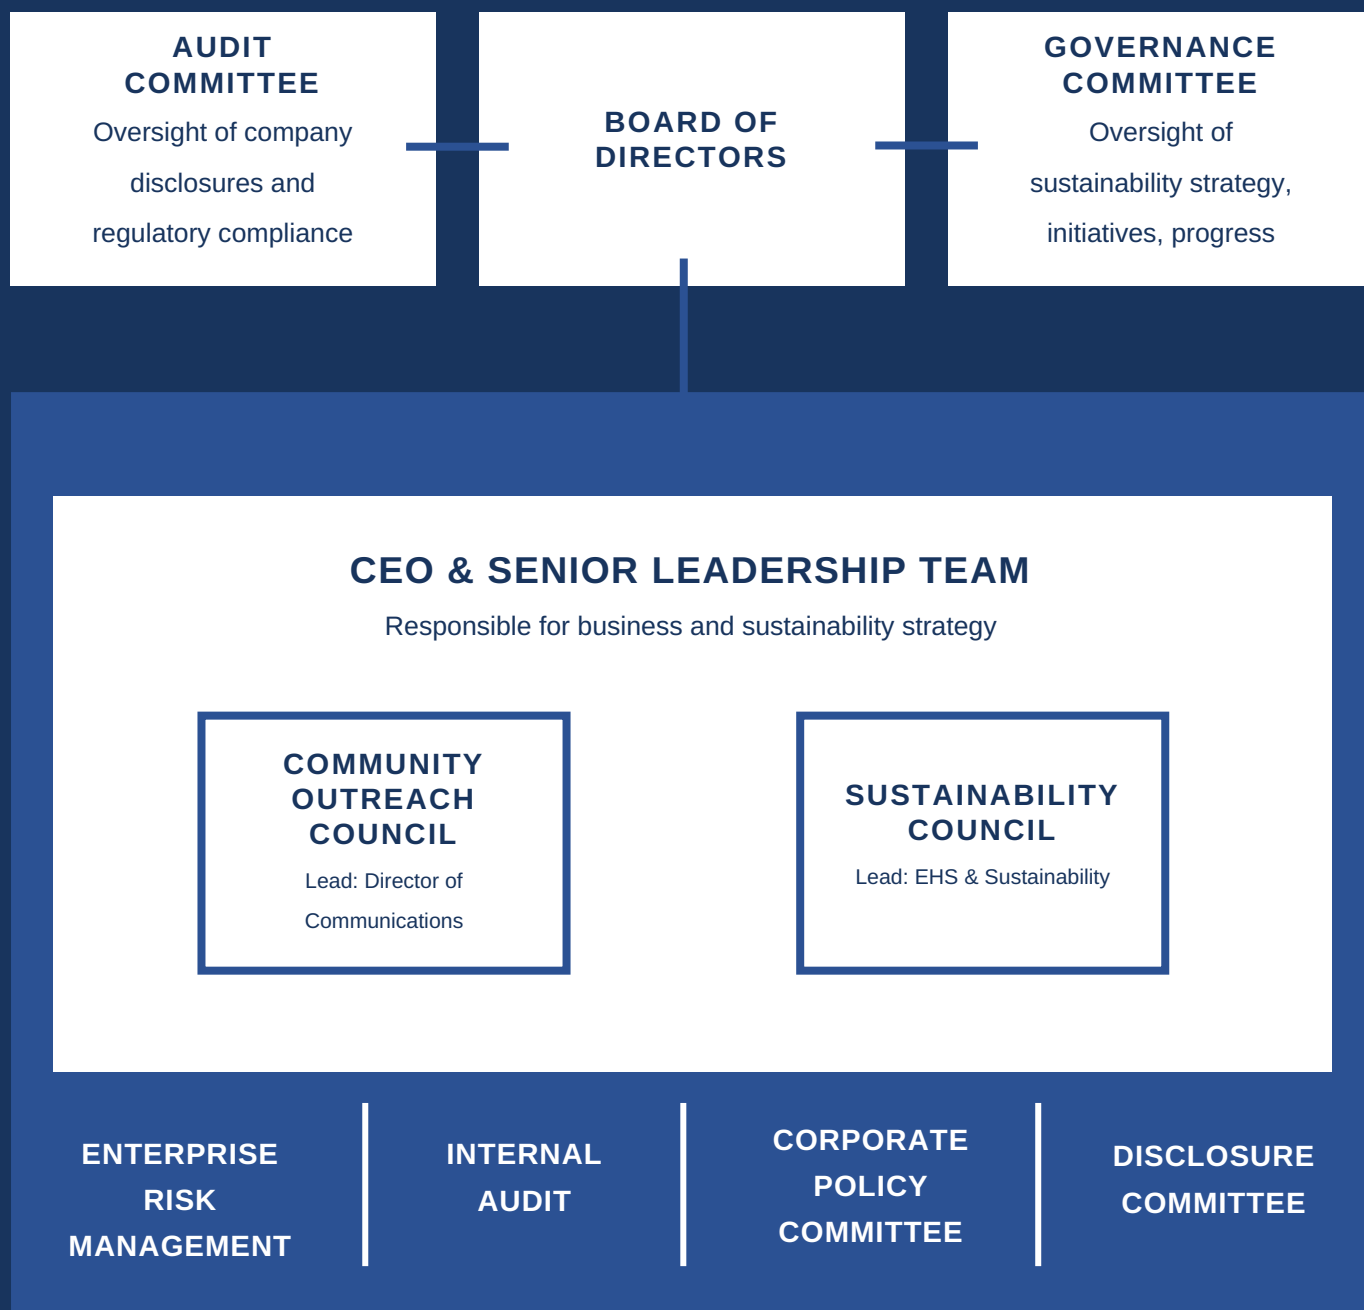 AUDIT
COMMITTEE
Oversight of company
disclosures and
regulatory compliance
BOARD OF
DIRECTORS
GOVERNANCE
COMMITTEE
Oversight of
sustainability strategy,
initiatives, progress
CEO & SENIOR LEADERSHIP TEAM
Responsible for business and sustainability strategy
COMMUNITY
OUTREACH
COUNCIL
Lead: Director of
Communications
SUSTAINABILITY
COUNCIL
Lead: EHS & Sustainability
ENTERPRISE
RISK
MANAGEMENT
INTERNAL
AUDIT
CORPORATE
POLICY
COMMITTEE
DISCLOSURE
COMMITTEE